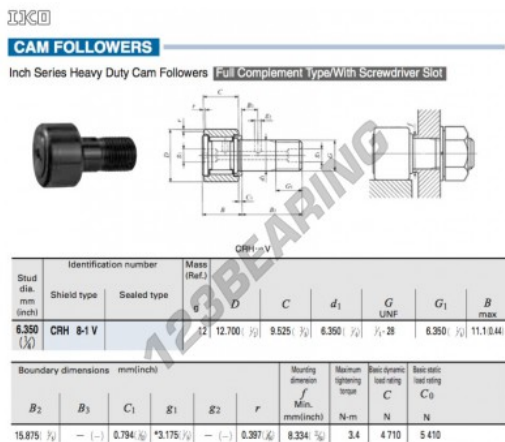 IKO
CAM FOLLOWERS
Inch Series Heavy Duty Cam Followers Full Complement Type/With Screwdriver Slot
CRH···V
123BEARING
Stud dia. mm (inch)
Identification number
Shield type Sealed type
Mass (Ref.) g
D C d1 G UNF G1 B max
6.350 (1/4) CRH 8-1 V 12 12.700 (1/2) 9.525 (3/8) 6.350 (1/4) 1/4-28 6.350 (1/4) 11.1(0.44)
Boundary dimensions mm(inch)
B2 B3 C1 g1 g2 r
Mounting dimension f Min. mm(inch)
Maximum tightening torque N-m
Basic dynamic load rating C N
Basic static load rating C0 N
15.875 (5/8) — (—) 0.794 (1/32) *3.175 (1/8) — (—) 0.397 (1/64) 8.334 (21/64) 3.4 4 710 5 410